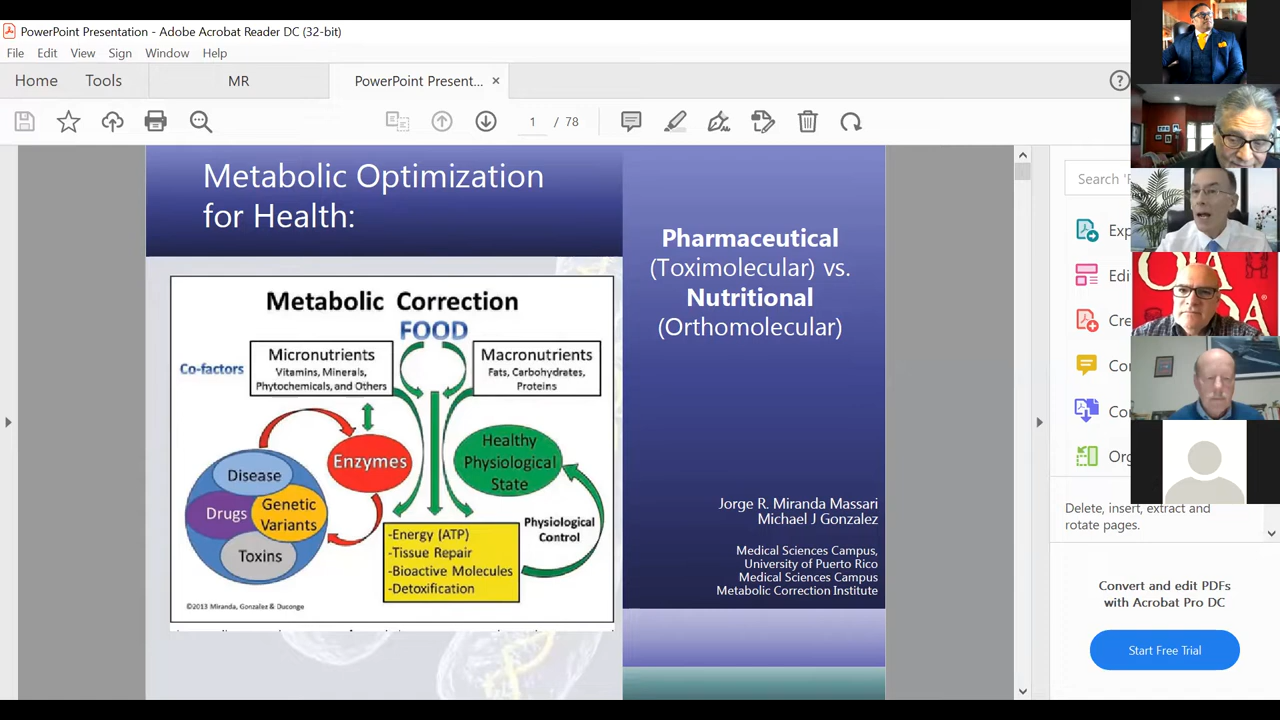 PowerPoint Presentation - Adobe Acrobat Reader DC (32-bit)
File Edit View Sign Window Help
Home Tools MR PowerPoint Present... ×
1 / 78
Metabolic Optimization
for Health:
Metabolic Correction
FOOD
Co-factors
Micronutrients
Vitamins, Minerals,
Phytochemicals, and Others
Macronutrients
Fats, Carbohydrates,
Proteins
Enzymes
Healthy
Physiological
State
Disease
Drugs
Genetic
Variants
Toxins
-Energy (ATP)
-Tissue Repair
-Bioactive Molecules
-Detoxification
Physiological
Control
©2013 Miranda, Gonzalez & Duconge
Pharmaceutical
(Toximolecular) vs.
Nutritional
(Orthomolecular)
Jorge R. Miranda Massari
Michael J Gonzalez
Medical Sciences Campus,
University of Puerto Rico
Medical Sciences Campus
Metabolic Correction Institute
Search
Delete, insert, extract and
rotate pages.
Convert and edit PDFs
with Acrobat Pro DC
Start Free Trial